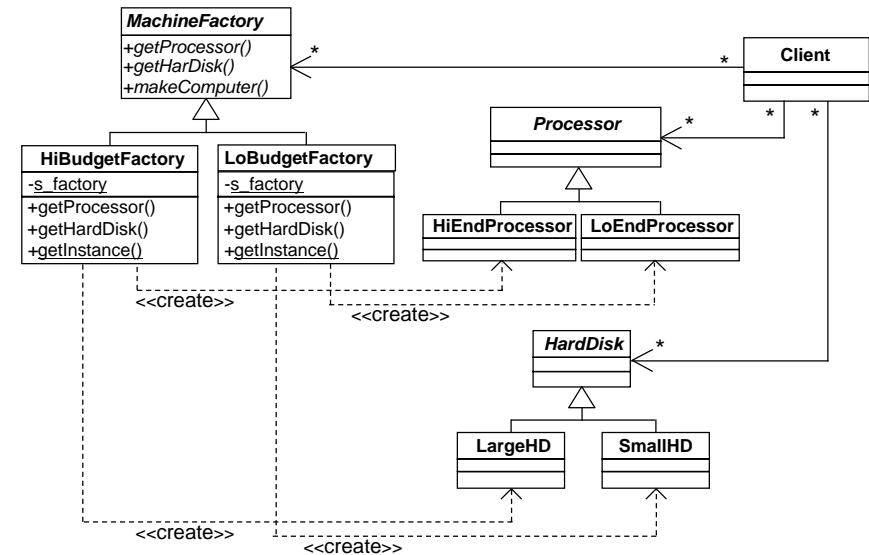 MachineFactory
+getProcessor()
+getHarDisk()
+makeComputer()
*
*
Client
*
*
Processor
*
HiBudgetFactory
-s_factory
+getProcessor()
+getHardDisk()
+getInstance()
LoBudgetFactory
-s_factory
+getProcessor()
+getHardDisk()
+getInstance()
HiEndProcessor
LoEndProcessor
<<create>>
<<create>>
HardDisk
*
LargeHD
SmallHD
<<create>>
<<create>>